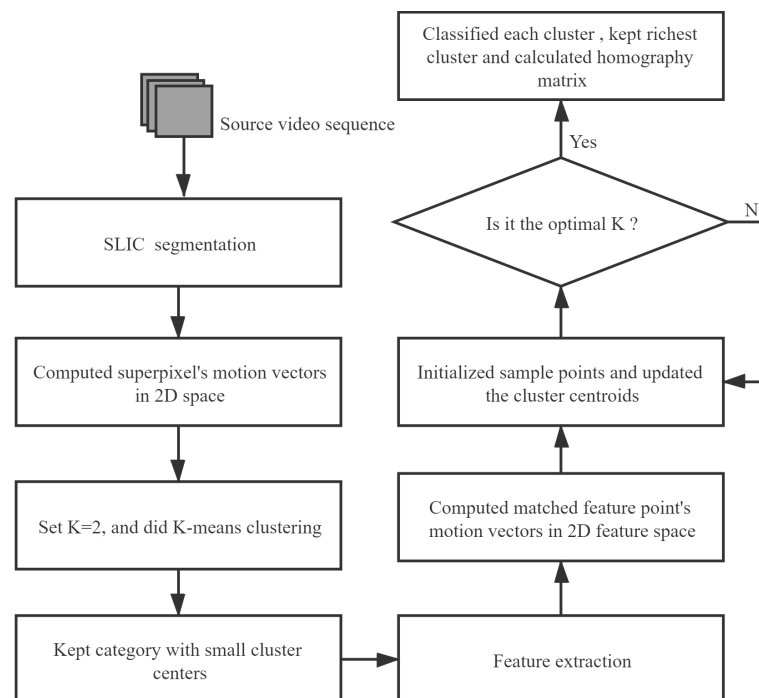 Source video sequence
SLIC segmentation
Computed superpixel's motion vectors
in 2D space
Set K=2, and did K-means clustering
Kept category with small cluster
centers
Feature extraction
Computed matched feature point's
motion vectors in 2D feature space
Initialized sample points and updated
the cluster centroids
Is it the optimal K ?
Yes
N
Classified each cluster , kept richest
cluster and calculated homography
matrix